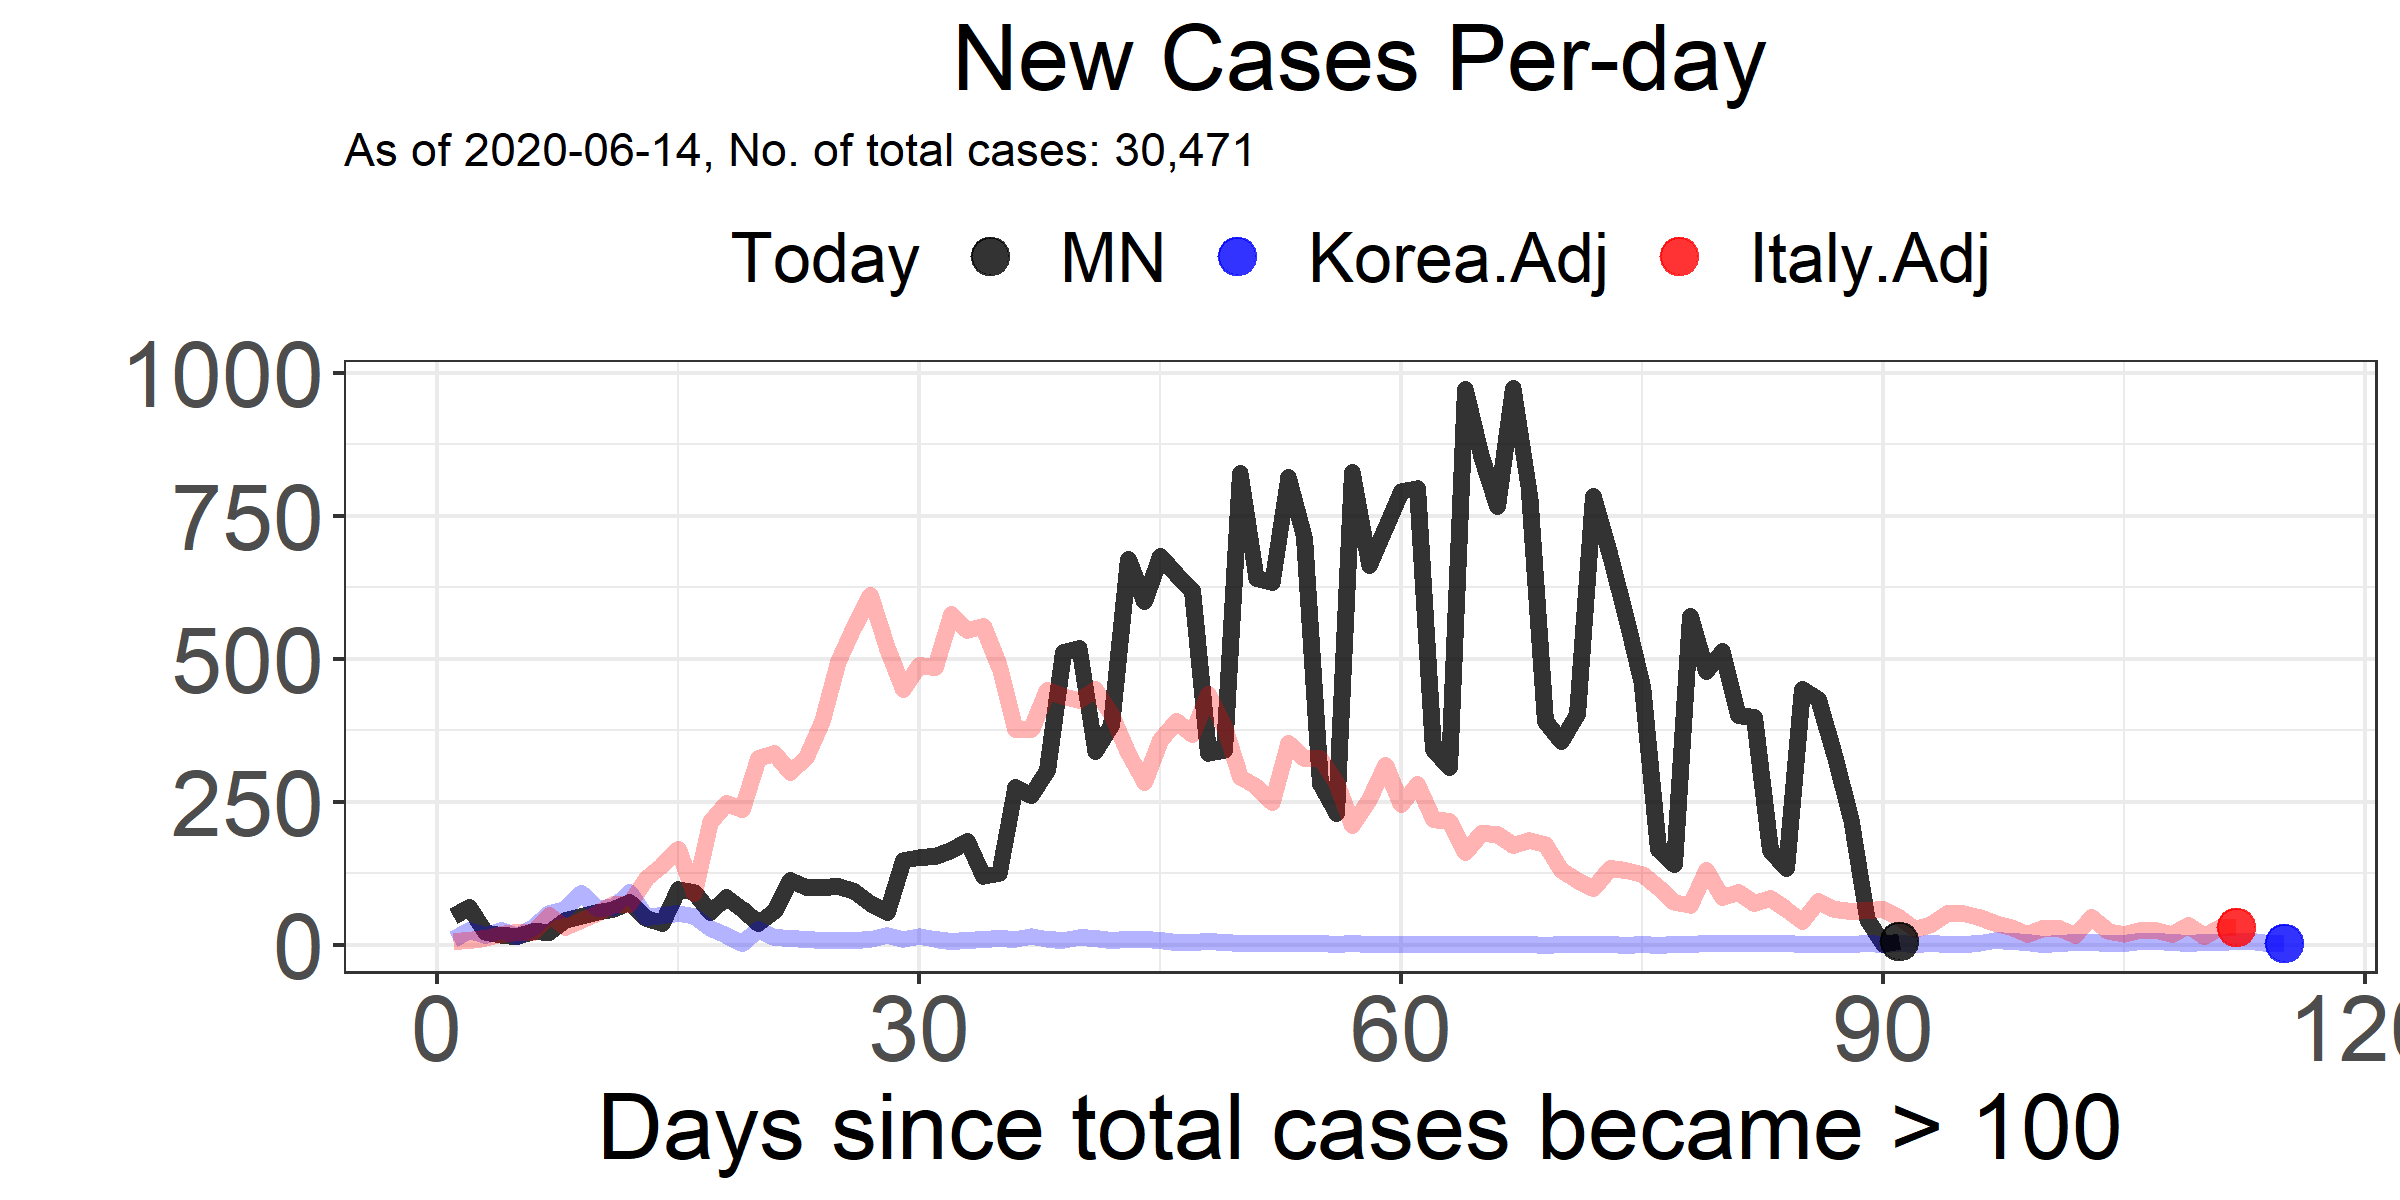 New Cases Per-day
As of 2020-06-14, No. of total cases: 30,471
Today MN Korea.Adj Italy.Adj
1000
750
500
250
0
0 30 60 90 120
Days since total cases became > 100